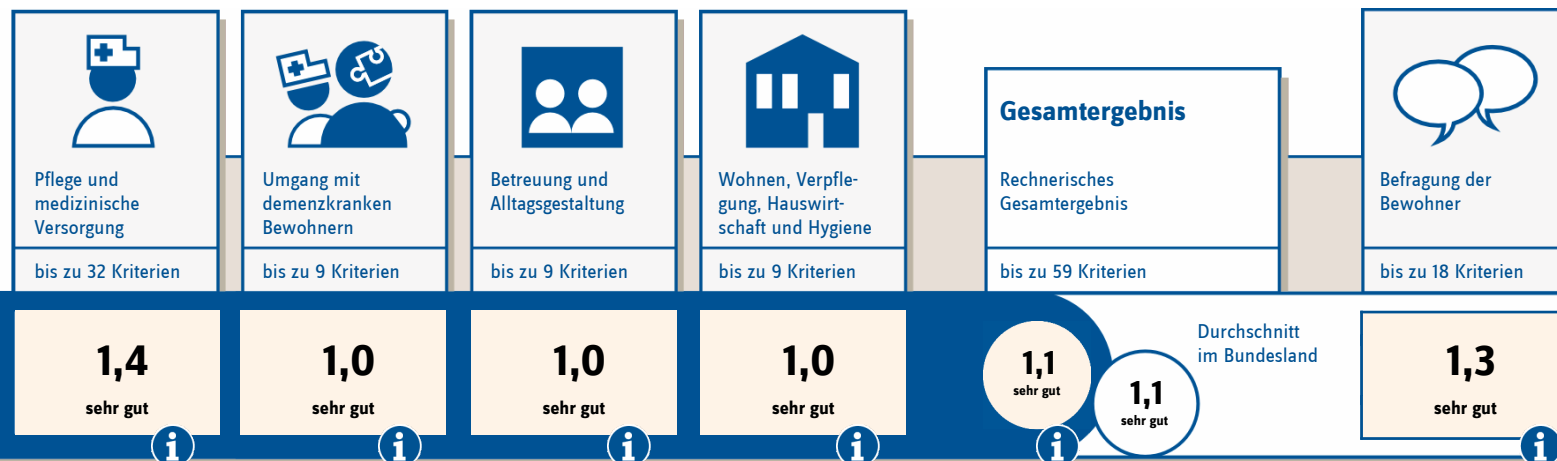 Pflege und
medizinische
Versorgung
bis zu 32 Kriterien
1,4
sehr gut
i
Umgang mit
demenzkranken
Bewohnern
bis zu 9 Kriterien
1,0
sehr gut
i
Betreuung und
Alltagsgestaltung
bis zu 9 Kriterien
1,0
sehr gut
i
Wohnen, Verpfle-
gung, Hauswirt-
schaft und Hygiene
bis zu 9 Kriterien
1,0
sehr gut
i
Gesamtergebnis
Rechnerisches
Gesamtergebnis
bis zu 59 Kriterien
1,1
sehr gut
i
1,1
sehr gut
Durchschnitt
im Bundesland
Befragung der
Bewohner
bis zu 18 Kriterien
1,3
sehr gut
i